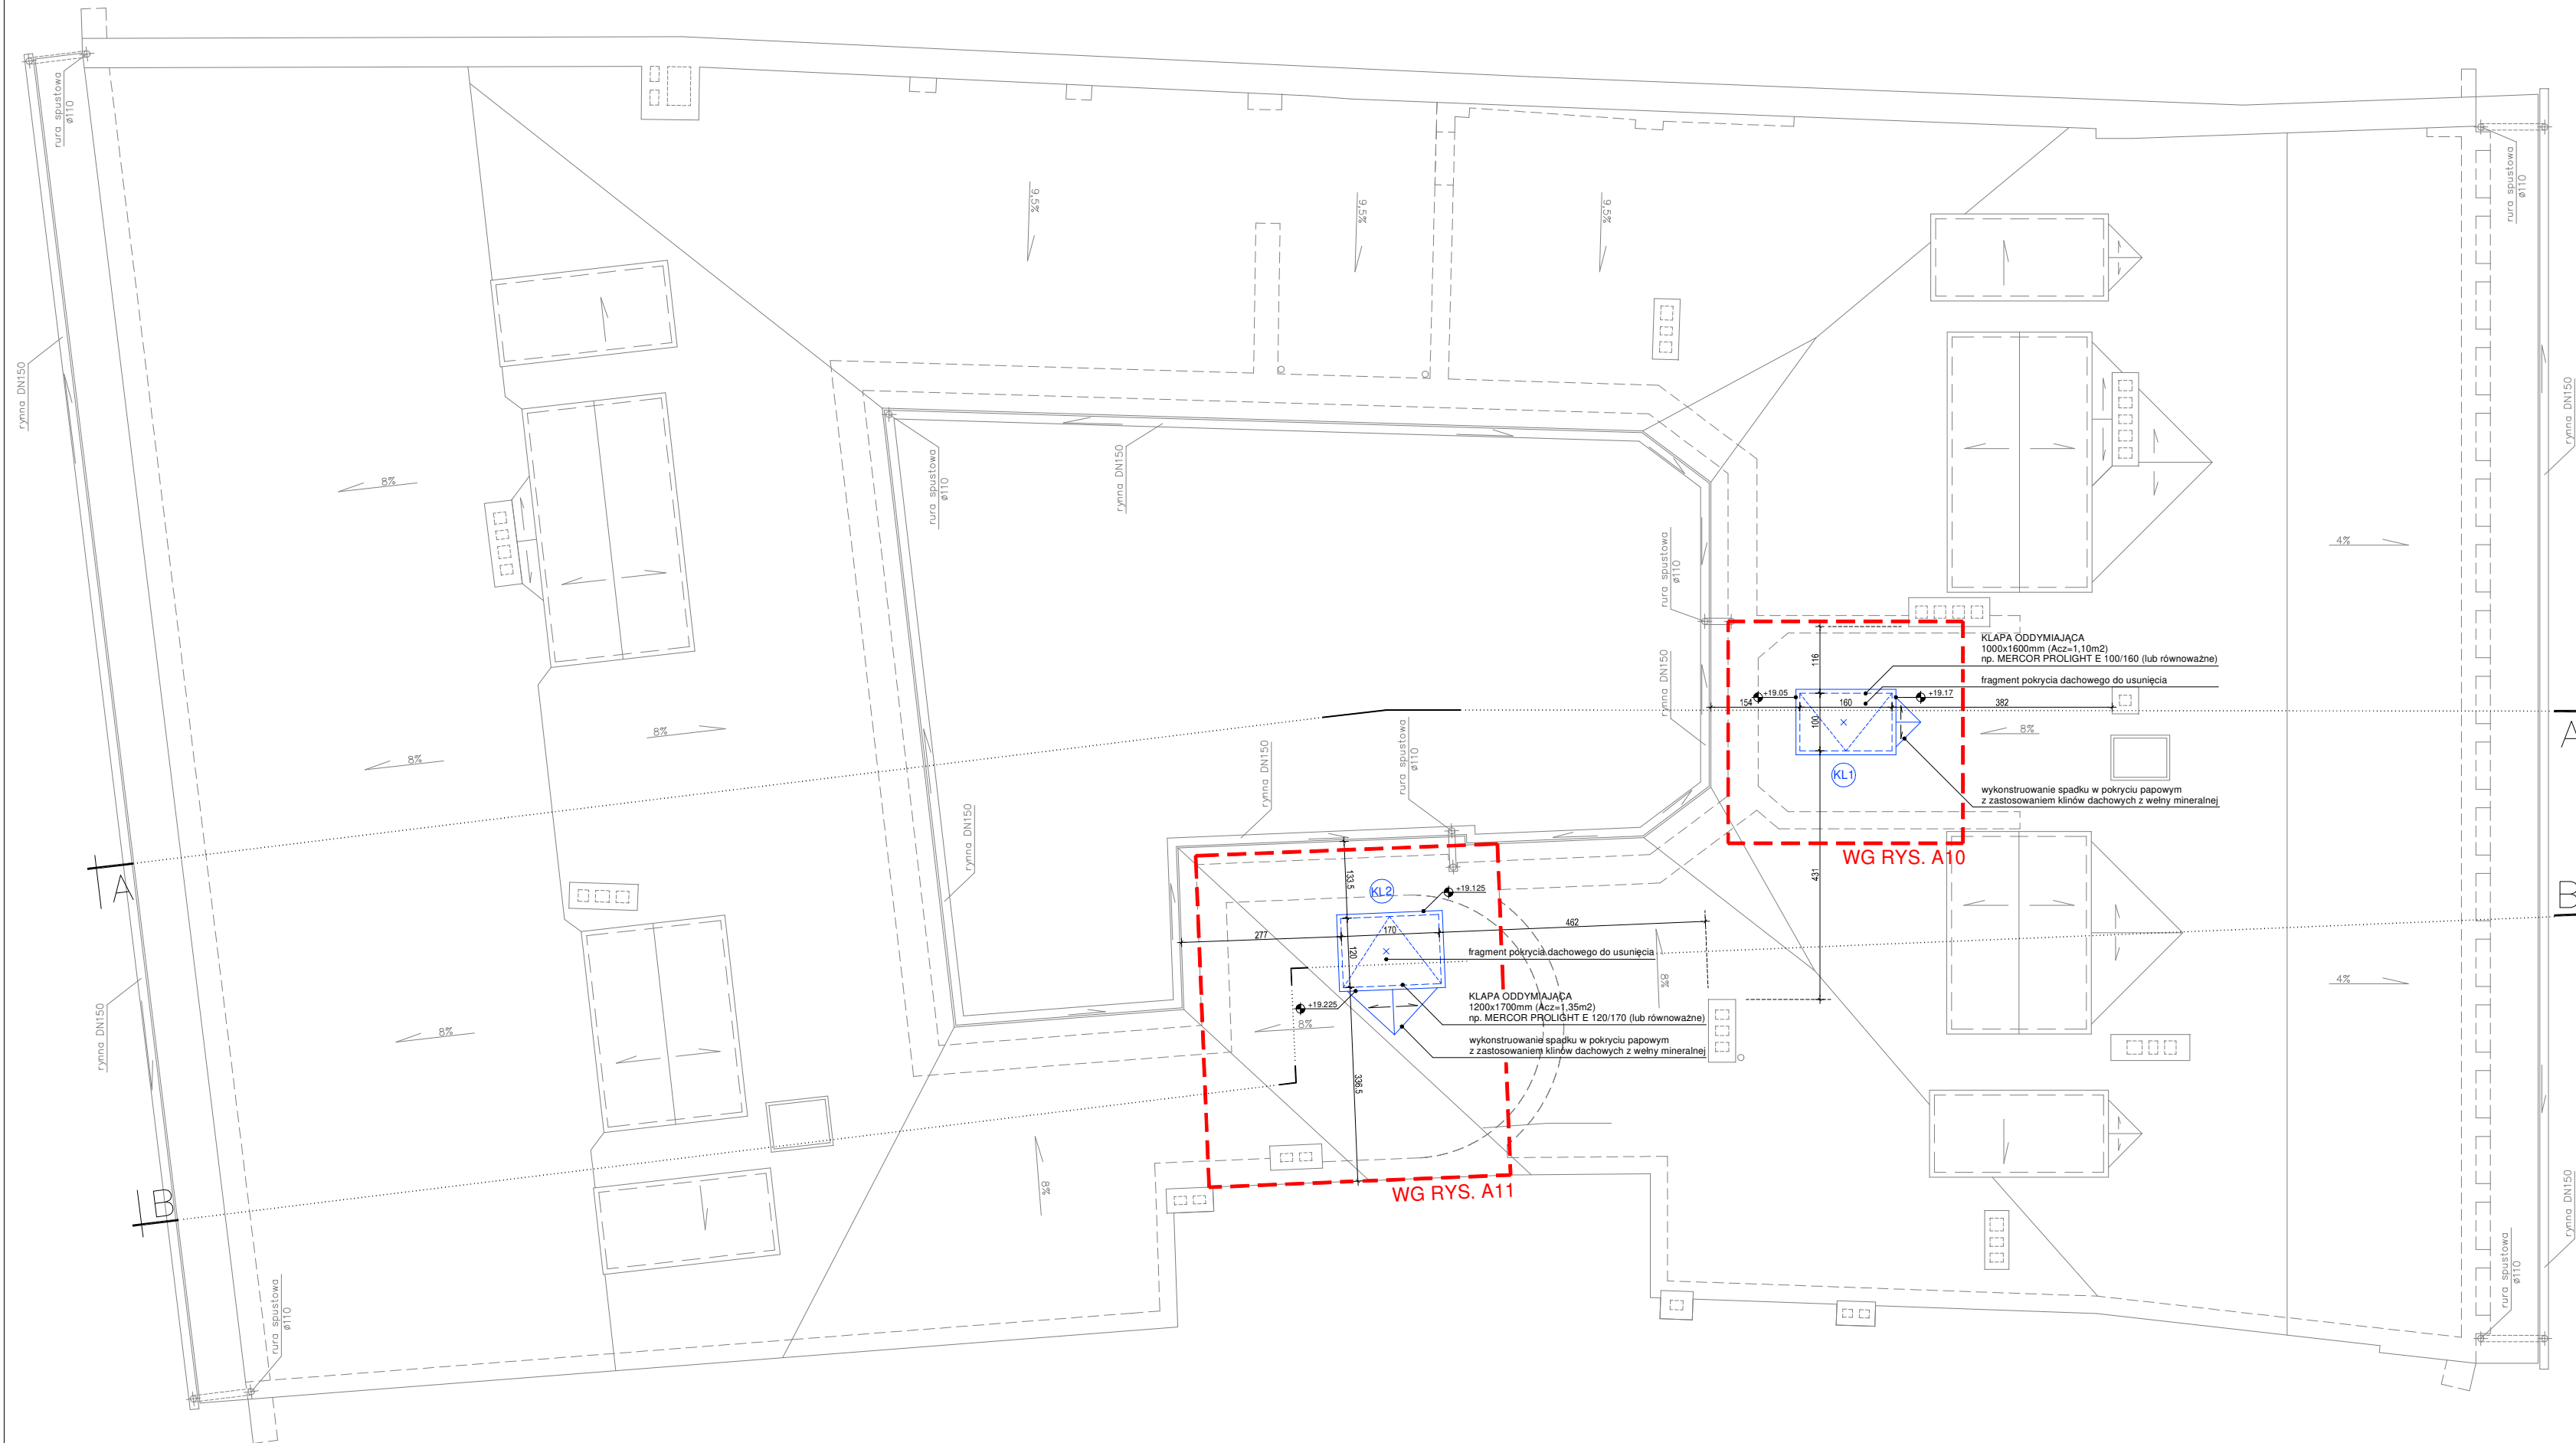 rura spustowa
ø110
rynna DN150
9,5%
9,5%
9,5%
rura spustowa
ø110
rynna DN150
8%
rura spustowa
ø110
rynna DN150
4%
rura spustowa
ø110
KLAPA ODDYMIAJĄCA
1000x1600mm (Acz=1,10m2)
np. MERCOR PROLIGHT E 100/160 (lub równoważne)
fragment pokrycia dachowego do usunięcia
116
+19.05
+19.17
154
160
382
100
8%
KL1
wykonstruowanie spadku w pokryciu papowym
z zastosowaniem klinów dachowych z wełny mineralnej
WG RYS. A10
431
rynna DN150
8%
8%
rynna DN150
rura spustowa
ø110
rynna DN150
A
A
B
133,5
KL2
+19.125
277
170
462
120
fragment pokrycia dachowego do usunięcia
8%
KLAPA ODDYMIAJĄCA
1200x1700mm (Acz=1,35m2)
np. MERCOR PROLIGHT E 120/170 (lub równoważne)
+19.225
8%
wykonstruowanie spadku w pokryciu papowym
z zastosowaniem klinów dachowych z wełny mineralnej
336,5
WG RYS. A11
4%
rynna DN150
8%
8%
B
rynna DN150
rura spustowa
ø110
rura spustowa
ø110